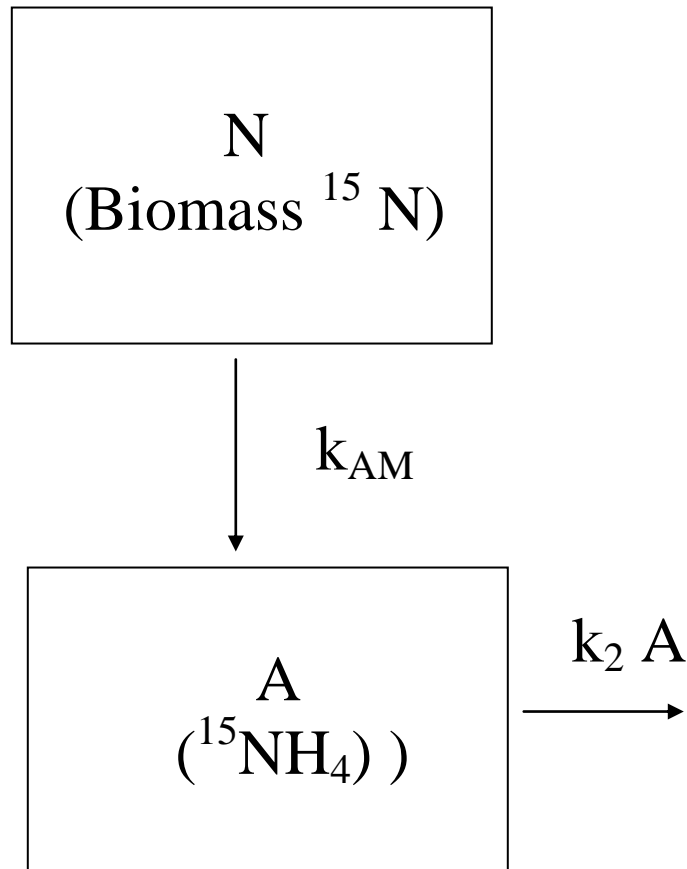 N
(Biomass ¹⁵ N)
k_AM
k₂ A
A
(¹⁵NH₄) )